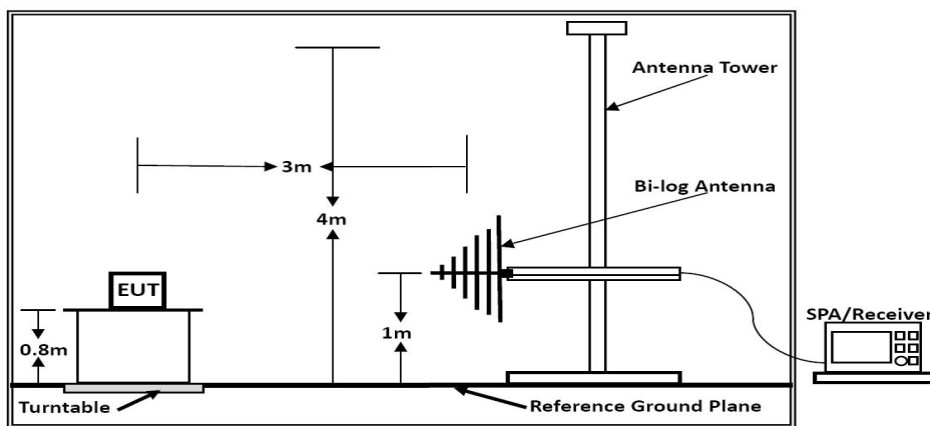 Antenna Tower
3m
Bi-log Antenna
4m
EUT
SPA/Receiver
1m
0.8m
Turntable
Reference Ground Plane